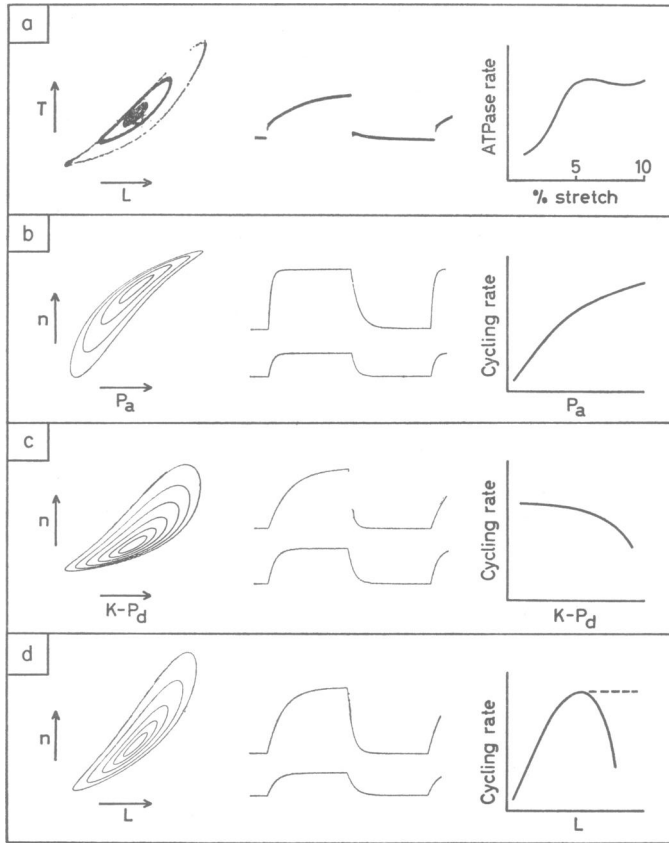 a
T
L
ATPase rate
5
10
% stretch
b
n
Pa
Cycling rate
Pa
c
n
K-Pd
Cycling rate
K-Pd
d
n
L
Cycling rate
L